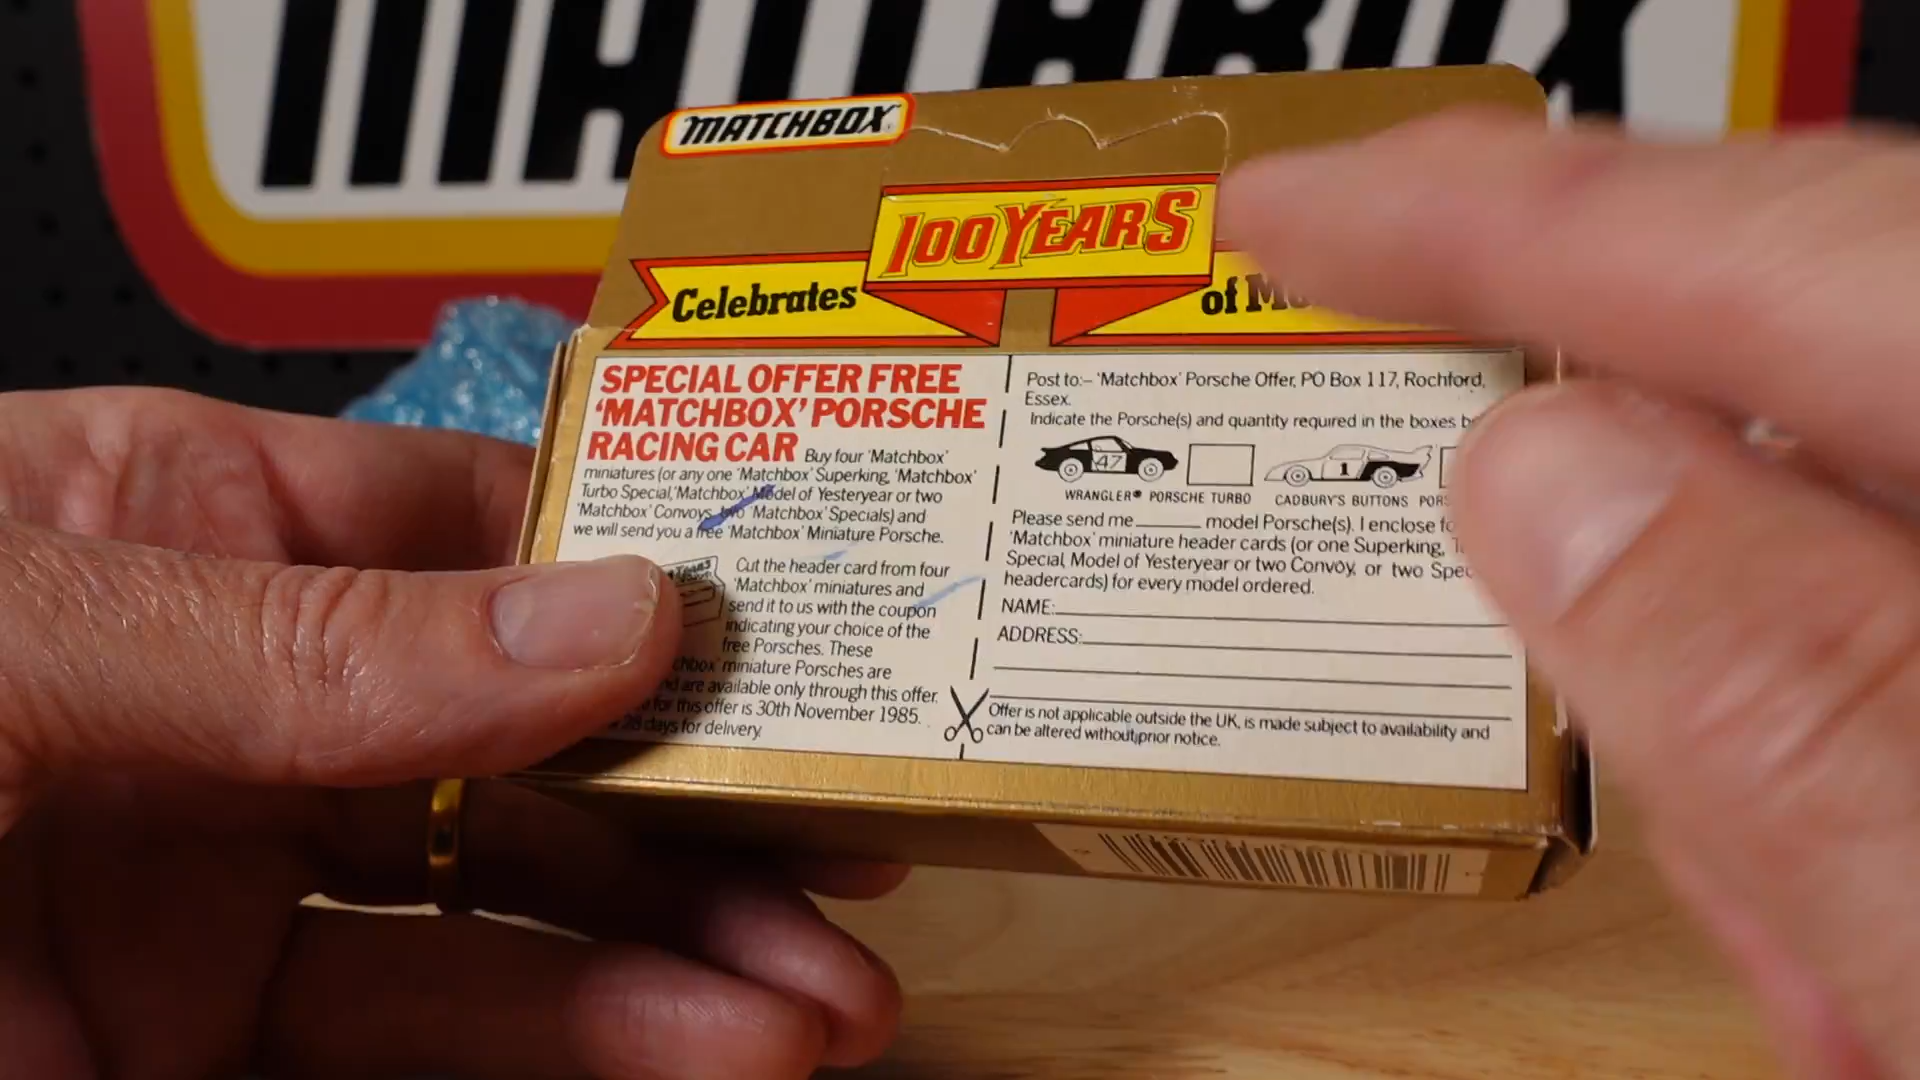 MATCHBOX
MATCHBOX
100 YEARS
Celebrates
of
SPECIAL OFFER FREE
'MATCHBOX' PORSCHE
RACING CAR Buy four 'Matchbox'
miniatures (or any one 'Matchbox' Superking, 'Matchbox'
Turbo Special, 'Matchbox' Model of Yesteryear or two
'Matchbox' Convoys, two 'Matchbox' Specials) and
we will send you a free 'Matchbox' Miniature Porsche.
Cut the header card from four
'Matchbox' miniatures and
send it to us with the coupon
indicating your choice of the
free Porsches. These
miniature Porsches are
are available only through this offer.
for this offer is 30th November 1985.
28 days for delivery.
Post to:- 'Matchbox' Porsche Offer, PO Box 117, Rochford,
Essex.
Indicate the Porsche(s) and quantity required in the boxes
47
1
WRANGLER® PORSCHE TURBO
CADBURY'S BUTTONS
Please send me______ model Porsche(s). I enclose
'Matchbox' miniature header cards (or one Superking,
Special, Model of Yesteryear or two Convoy, or two
headercards) for every model ordered.
NAME:
ADDRESS:
Offer is not applicable outside the UK, is made subject to availability and
can be altered without prior notice.